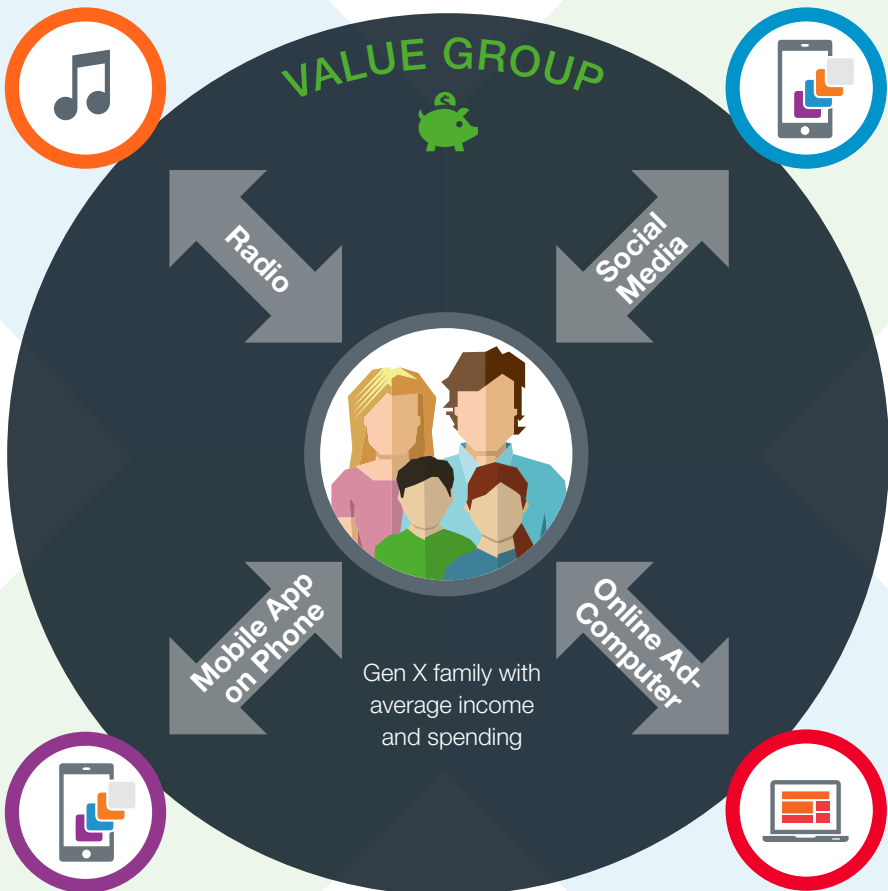 VALUE GROUP
Radio
Social
Media
Mobile App
on Phone
Online Ad-
Computer
Gen X family with
average income
and spending